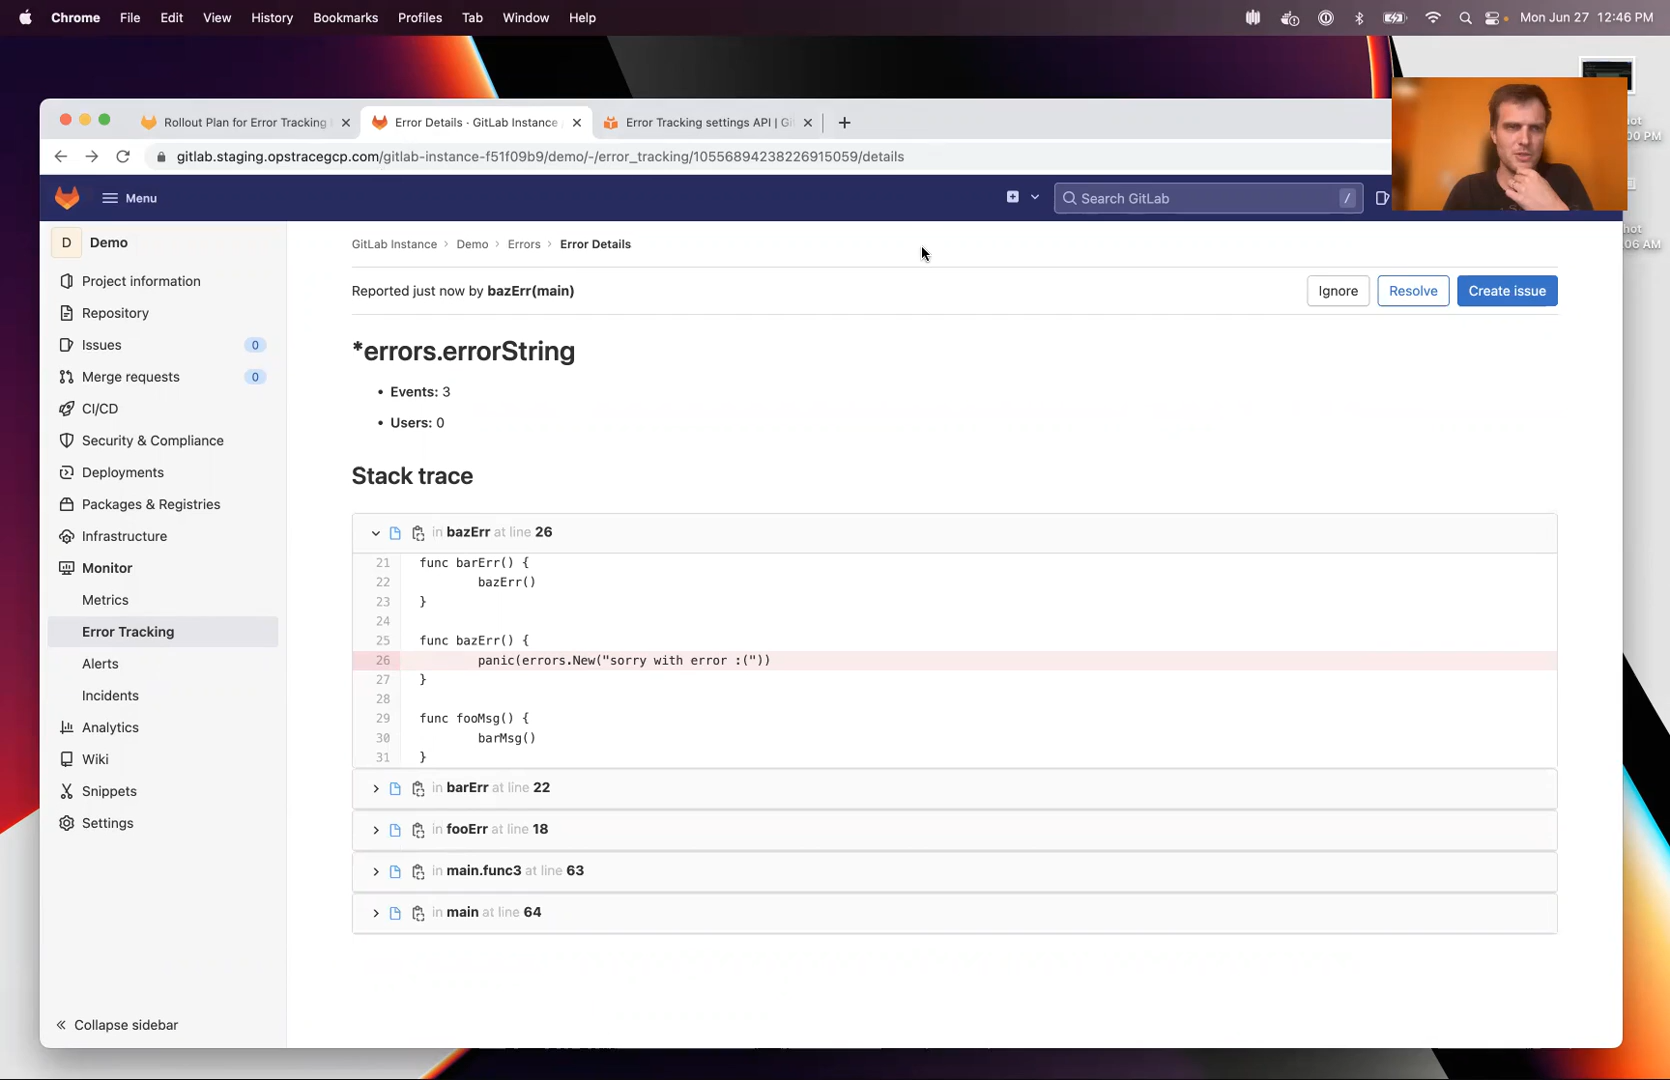 Chrome File Edit View History Bookmarks Profiles Tab Window Help Mon Jun 27 12:46 PM
Rollout Plan for Error Tracking Error Details · GitLab Instance Error Tracking settings API | Git
gitlab.staging.opstracegcp.com/gitlab-instance-f51f09b9/demo/-/error_tracking/10556894238226915059/details
Menu
Search GitLab /
D Demo
Project information
Repository
Issues 0
Merge requests 0
CI/CD
Security & Compliance
Deployments
Packages & Registries
Infrastructure
Monitor
Metrics
Error Tracking
Alerts
Incidents
Analytics
Wiki
Snippets
Settings
Collapse sidebar
GitLab Instance › Demo › Errors › Error Details
Reported just now by bazErr(main)
Ignore Resolve Create issue
*errors.errorString
• Events: 3
• Users: 0
Stack trace
in bazErr at line 26
21 func barErr() {
22 bazErr()
23 }
24
25 func bazErr() {
26 panic(errors.New("sorry with error :("))
27 }
28
29 func fooMsg() {
30 barMsg()
31 }
in barErr at line 22
in fooErr at line 18
in main.func3 at line 63
in main at line 64
hot
:00 PM
hot
:06 AM